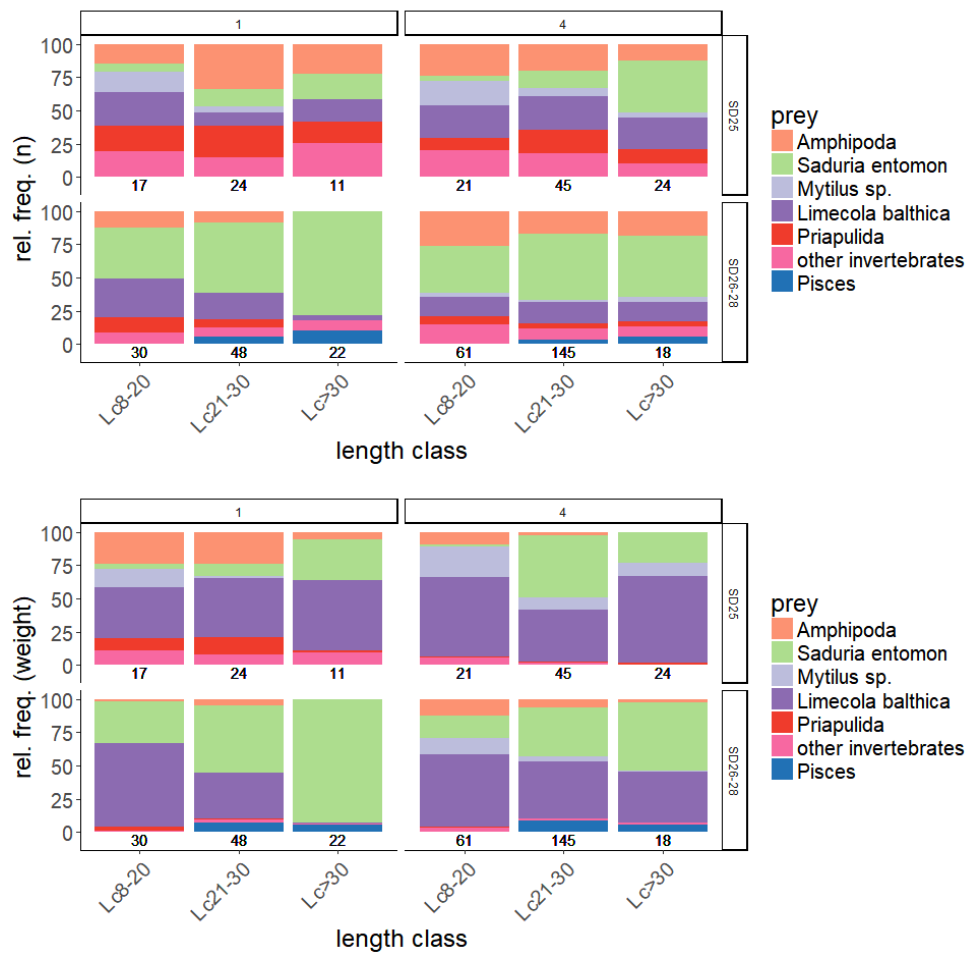 1 4
100
75
50
25
0
17 24 11 21 45 24
SD25
100
75
50
25
0
30 48 22 61 145 18
SD26-28
rel. freq. (n)
Lc8-20 Lc21-30 Lc>30 Lc8-20 Lc21-30 Lc>30
length class
prey
Amphipoda
Saduria entomon
Mytilus sp.
Limecola balthica
Priapulida
other invertebrates
Pisces
1 4
100
75
50
25
0
17 24 11 21 45 24
SD25
100
75
50
25
0
30 48 22 61 145 18
SD26-28
rel. freq. (weight)
Lc8-20 Lc21-30 Lc>30 Lc8-20 Lc21-30 Lc>30
length class
prey
Amphipoda
Saduria entomon
Mytilus sp.
Limecola balthica
Priapulida
other invertebrates
Pisces